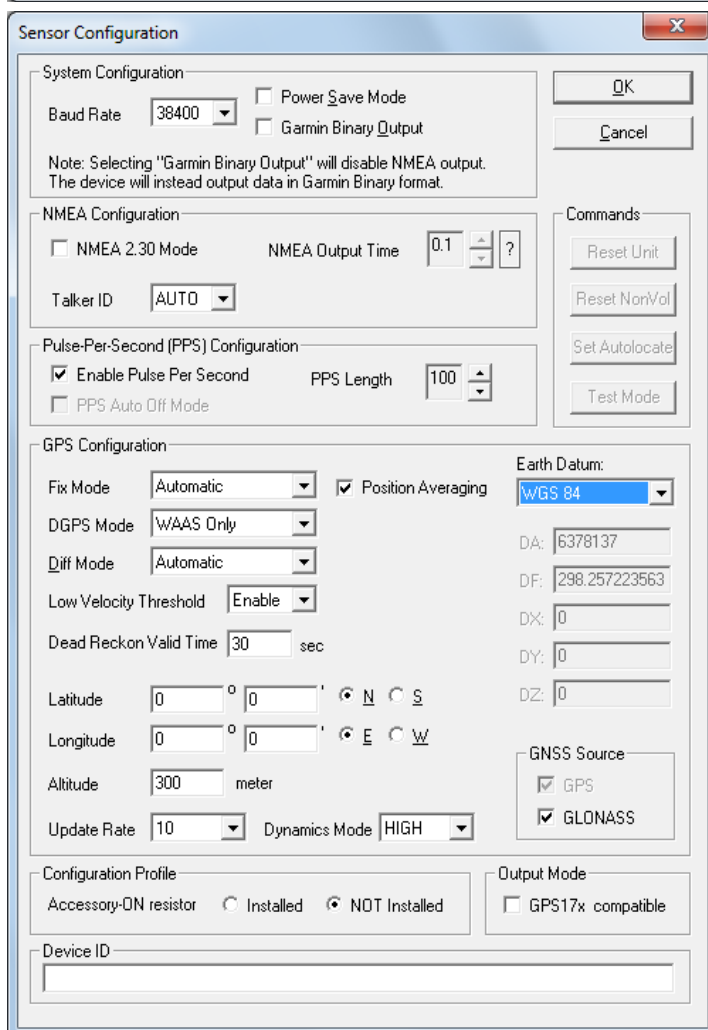 Sensor Configuration
System Configuration
Baud Rate 38400
Power Save Mode
Garmin Binary Output
Note: Selecting "Garmin Binary Output" will disable NMEA output.
The device will instead output data in Garmin Binary format.
OK
Cancel
NMEA Configuration
NMEA 2.30 Mode NMEA Output Time 0.1 ?
Talker ID AUTO
Commands
Reset Unit
Reset NonVol
Set Autolocate
Test Mode
Pulse-Per-Second (PPS) Configuration
Enable Pulse Per Second PPS Length 100
PPS Auto Off Mode
GPS Configuration
Fix Mode Automatic Position Averaging
DGPS Mode WAAS Only
Diff Mode Automatic
Low Velocity Threshold Enable
Dead Reckon Valid Time 30 sec
Latitude 0 º 0 ' N S
Longitude 0 º 0 ' E W
Altitude 300 meter
Update Rate 10 Dynamics Mode HIGH
Earth Datum:
WGS 84
DA: 6378137
DF: 298.257223563
DX: 0
DY: 0
DZ: 0
GNSS Source
GPS
GLONASS
Configuration Profile
Accessory-ON resistor Installed NOT Installed
Output Mode
GPS17x compatible
Device ID